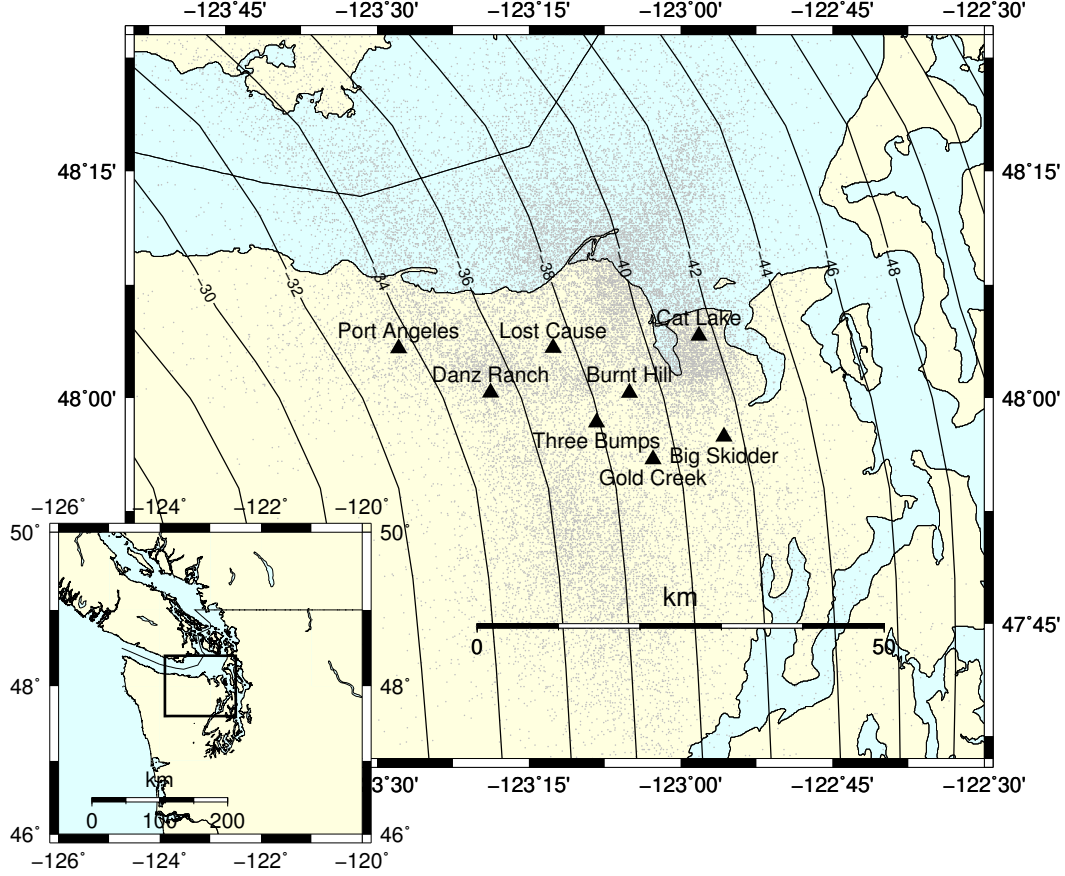 −123˚45' −123˚30' −123˚15' −123˚00' −122˚45' −122˚30'
48˚15' 48˚15'
−30 −32 −34 −36 −38 −40 −42 −44 −46 −48
Cat Lake
Port Angeles Lost Cause
Danz Ranch Burnt Hill
48˚00' 48˚00'
Three Bumps Big Skidder
Gold Creek
−126˚ −124˚ −122˚ −120˚
50˚ 50˚
km
47˚45'
0 50
48˚ 48˚
km
3˚30' −123˚15' −123˚00' −122˚45' −122˚30'
0 100 200
46˚ 46˚
−126˚ −124˚ −122˚ −120˚